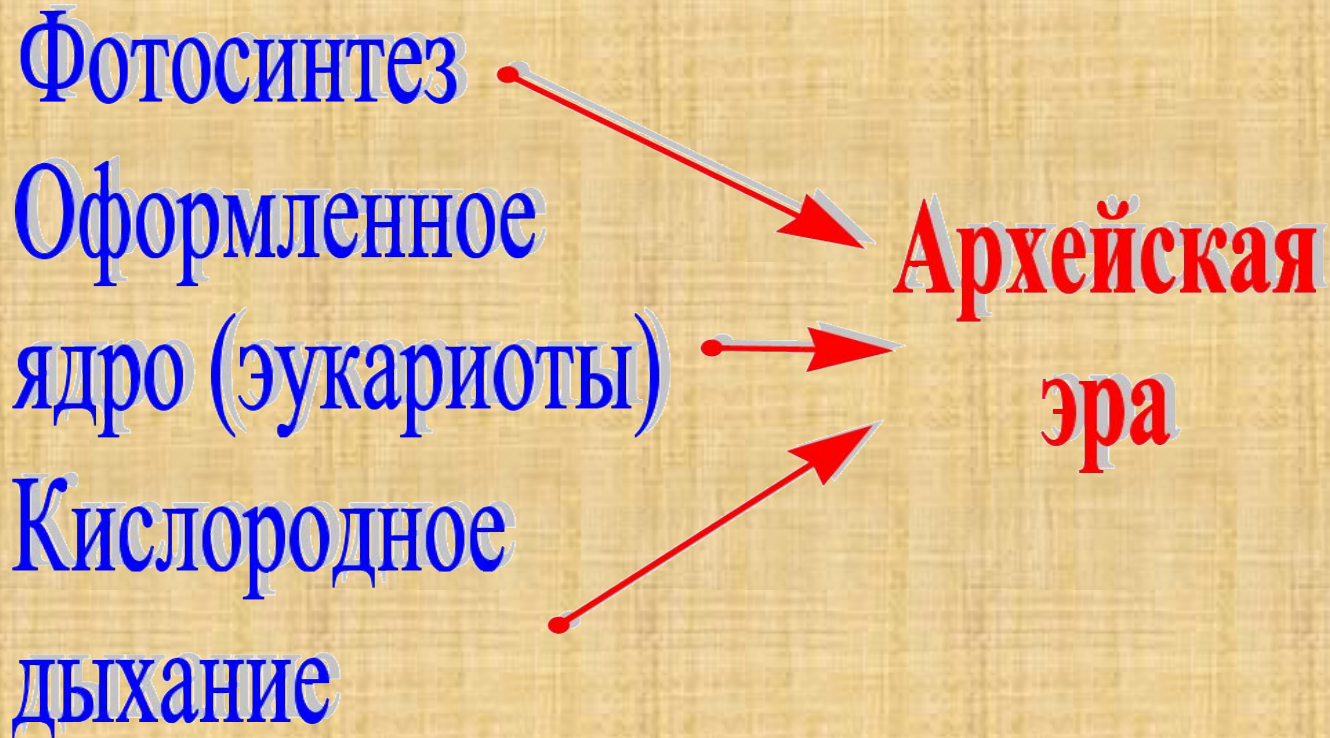 Фотосинтез
Оформленное
ядро (эукариоты)
Кислородное
дыхание
Архейская
эра